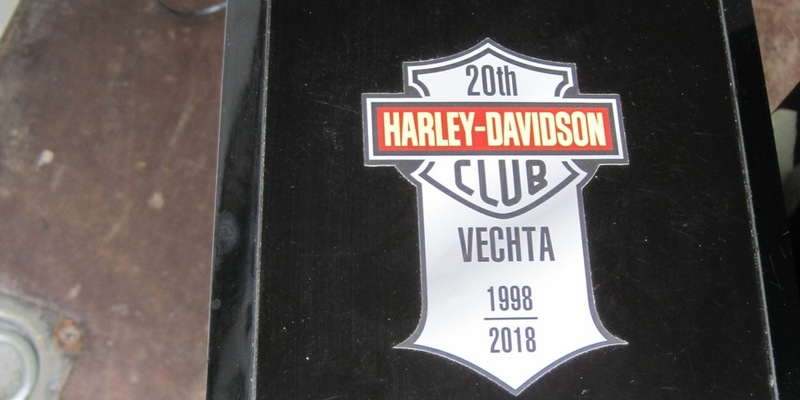 20th
HARLEY-DAVIDSON
CLUB
VECHTA
1998
2018